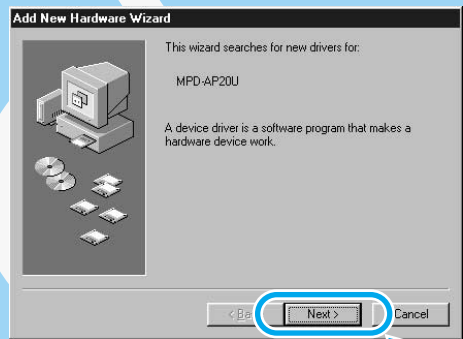 Add New Hardware Wizard
This wizard searches for new drivers for:
MPD-AP20U
A device driver is a software program that makes a
hardware device work.
Next >
Cancel